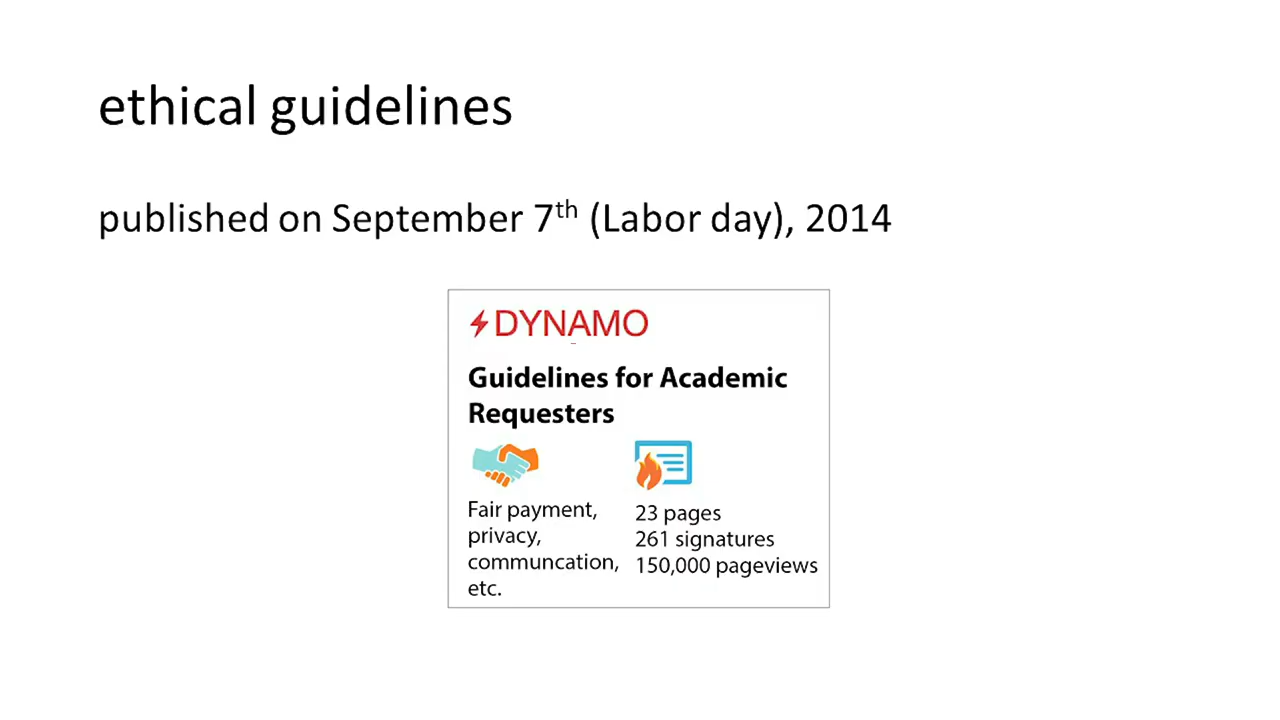 ethical guidelines
published on September 7th (Labor day), 2014
DYNAMO
Guidelines for Academic
Requesters
Fair payment,
privacy,
communcation,
etc.
23 pages
261 signatures
150,000 pageviews